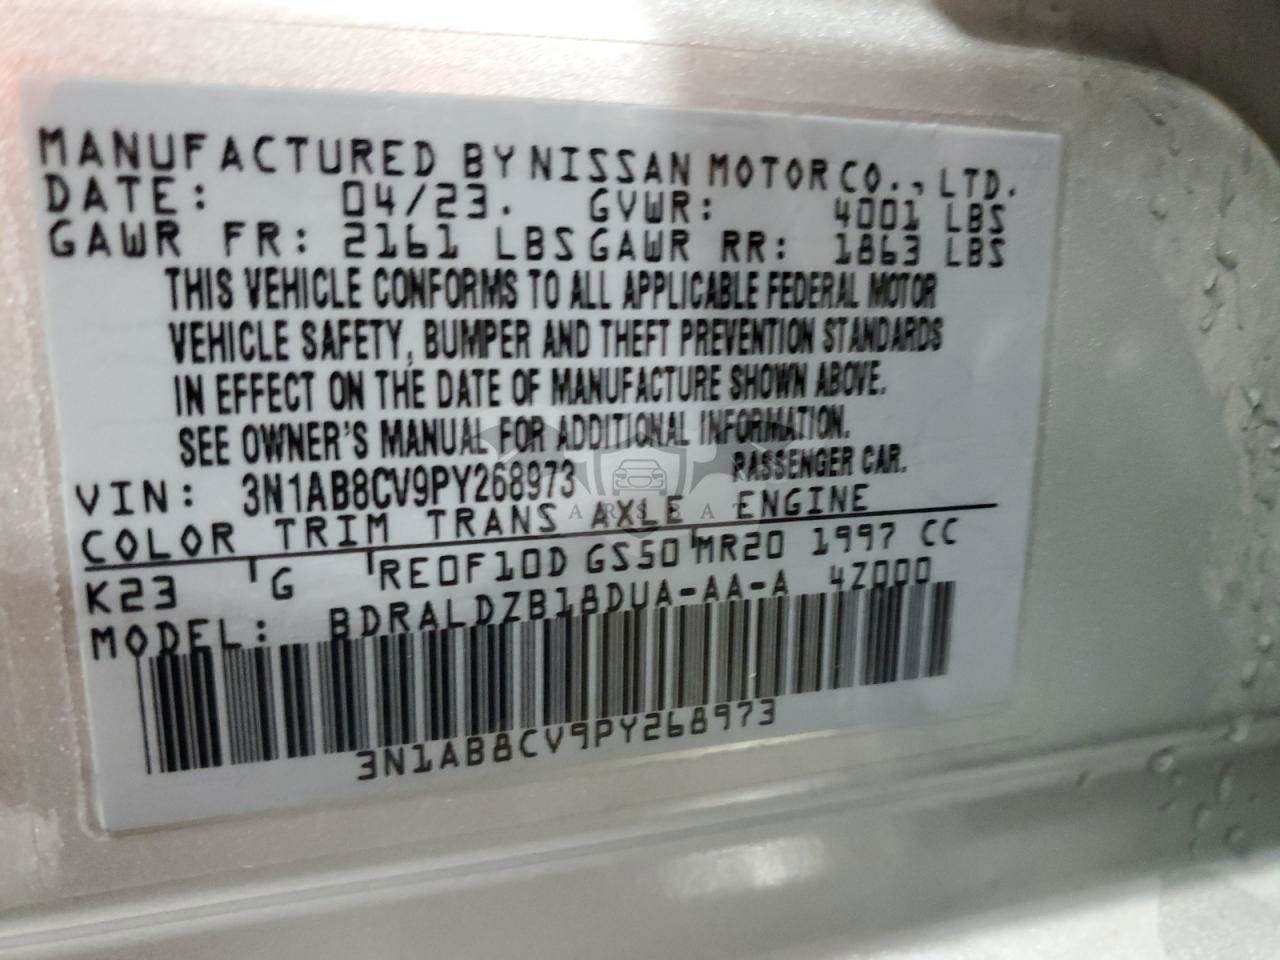 MANUFACTURED BY NISSAN MOTOR CO., LTD.
DATE: 04/23. GVWR: 4001 LBS
GAWR FR: 2161 LBS GAWR RR: 1863 LBS
THIS VEHICLE CONFORMS TO ALL APPLICABLE FEDERAL MOTOR
VEHICLE SAFETY, BUMPER AND THEFT PREVENTION STANDARDS
IN EFFECT ON THE DATE OF MANUFACTURE SHOWN ABOVE.
SEE OWNER'S MANUAL FOR ADDITIONAL INFORMATION.
VIN: 3N1AB8CV9PY268973 PASSENGER CAR.
CARSBAT
COLOR TRIM TRANS AXLE ENGINE
K23 G RE0F10D GS50 MR20 1997 CC
MODEL: BDRALDZB18DUA-AA-A 4Z000
3N1AB8CV9PY268973